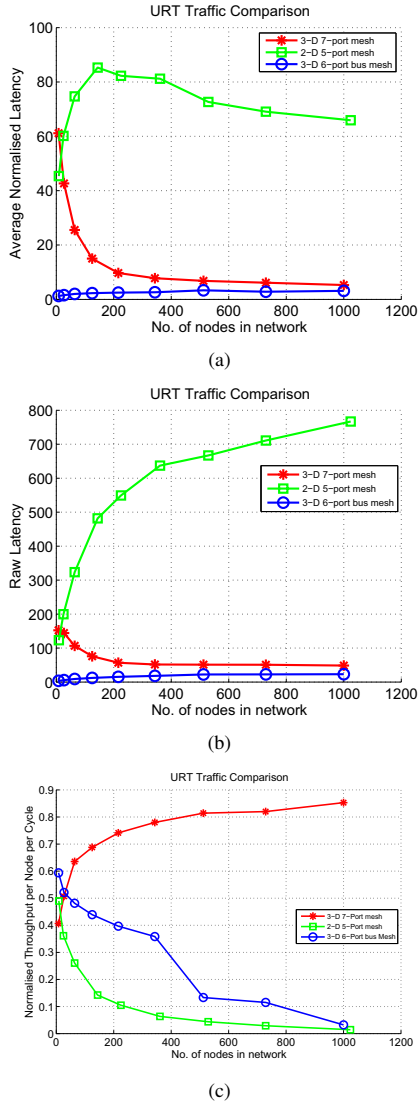 URT Traffic Comparison
100
80
60
40
20
0
Average Normalised Latency
3-D 7-port mesh
2-D 5-port mesh
3-D 6-port bus mesh
0 200 400 600 800 1000 1200
No. of nodes in network
(a)
URT Traffic Comparison
800
700
600
500
400
300
200
100
0
Raw Latency
3-D 7-port mesh
2-D 5-port mesh
3-D 6-port bus mesh
0 200 400 600 800 1000 1200
No. of nodes in network
(b)
URT Traffic Comparison
0.9
0.8
0.7
0.6
0.5
0.4
0.3
0.2
0.1
0
Normalised Throughput per Node per Cycle
3-D 7-Port mesh
2-D 5-Port mesh
3-D 6-Port bus Mesh
0 200 400 600 800 1000 1200
No. of nodes in network
(c)